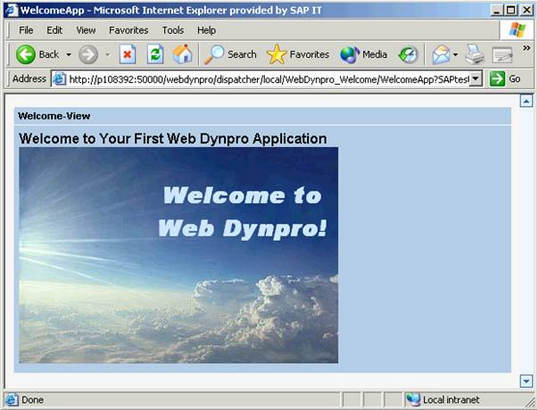 WelcomeApp - Microsoft Internet Explorer provided by SAP IT
File Edit View Favorites Tools Help
Back Search Favorites Media »
Address http://p108392:50000/webdynpro/dispatcher/local/WebDynpro_Welcome/WelcomeApp?SAPtest Go
Welcome-View
Welcome to Your First Web Dynpro Application
Welcome to
Web Dynpro!
Done Local intranet